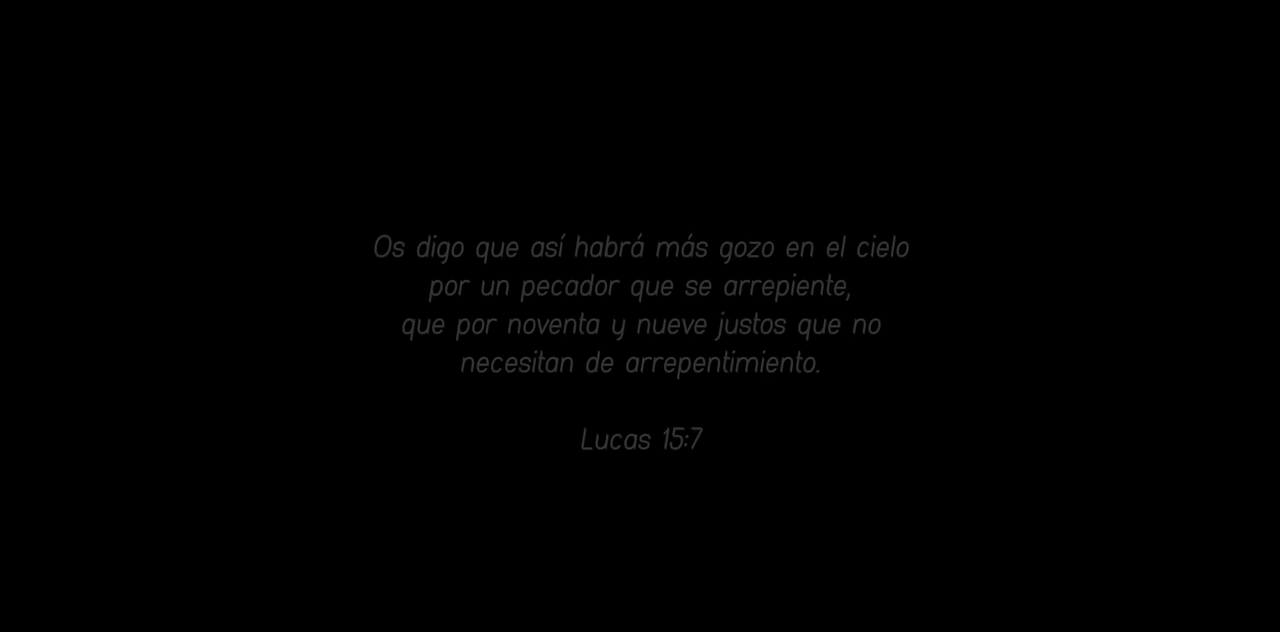 Os digo que así habrá más gozo en el cielo
por un pecador que se arrepiente,
que por noventa y nueve justos que no
necesitan de arrepentimiento.
Lucas 15:7